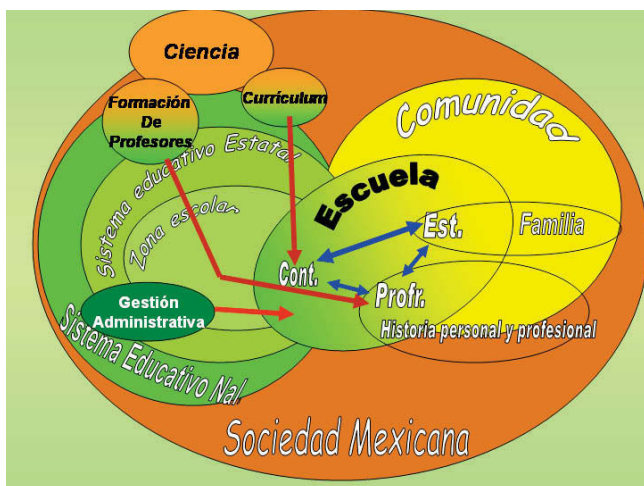 Ciencia
Formación
De
Profesores
Currículum
Comunidad
Sistema educativo Estatal
Zona escolar
Escuela
Est.
Familia
Cont.
Profr.
Gestión
Administrativa
Historia personal y profesional
Sistema Educativo Nal.
Sociedad Mexicana